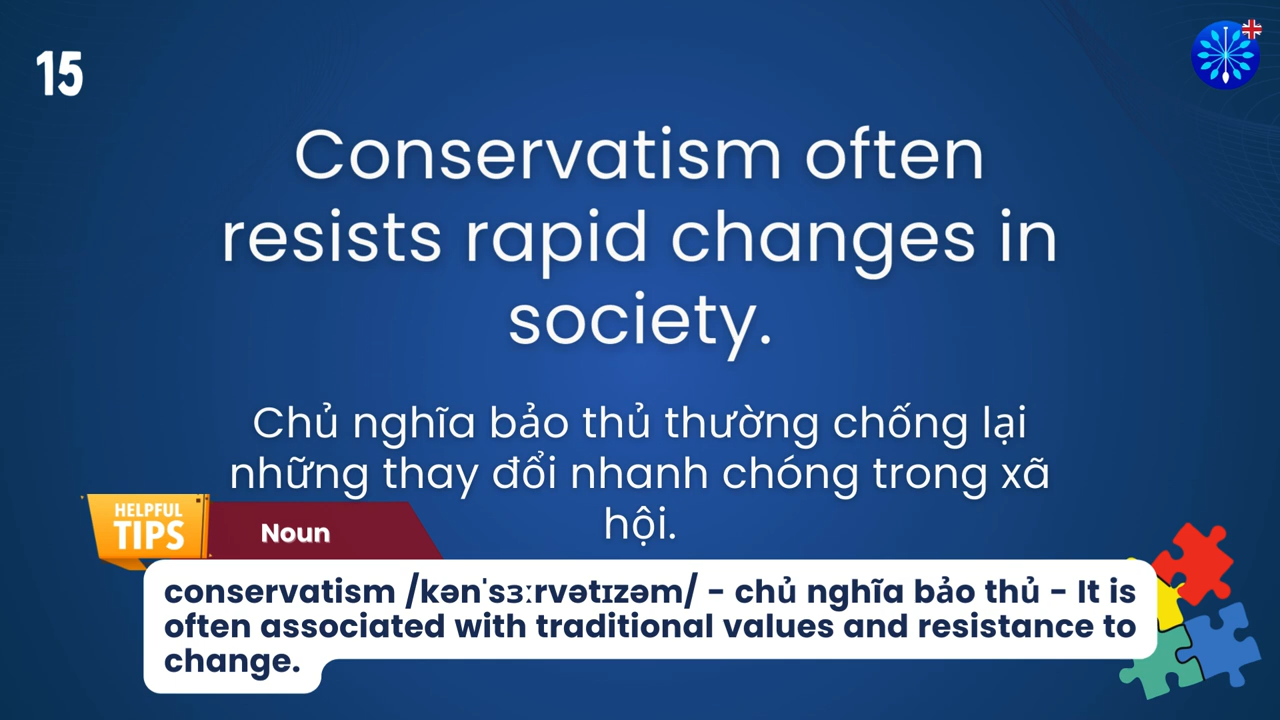 15
Conservatism often
resists rapid changes in
society.
Chủ nghĩa bảo thủ thường chống lại
những thay đổi nhanh chóng trong xã
hội.
HELPFUL
TIPS
Noun
conservatism /kənˈsɜːrvətɪzəm/ - chủ nghĩa bảo thủ - It is
often associated with traditional values and resistance to
change.